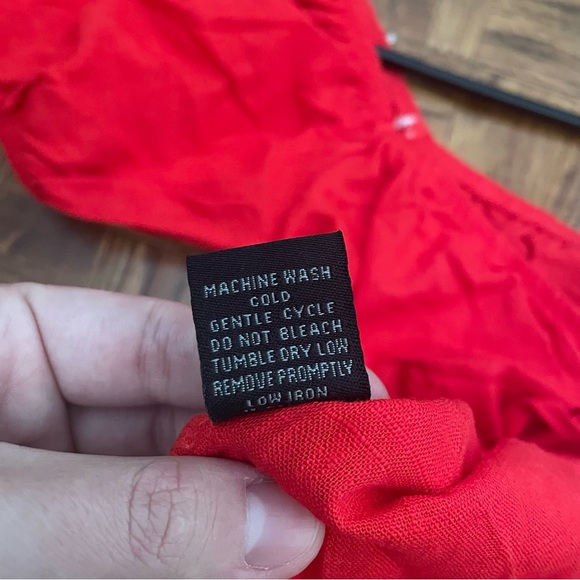 MACHINE WASH
COLD
GENTLE CYCLE
DO NOT BLEACH
TUMBLE DRY LOW
REMOVE PROMPTLY
LOW IRON